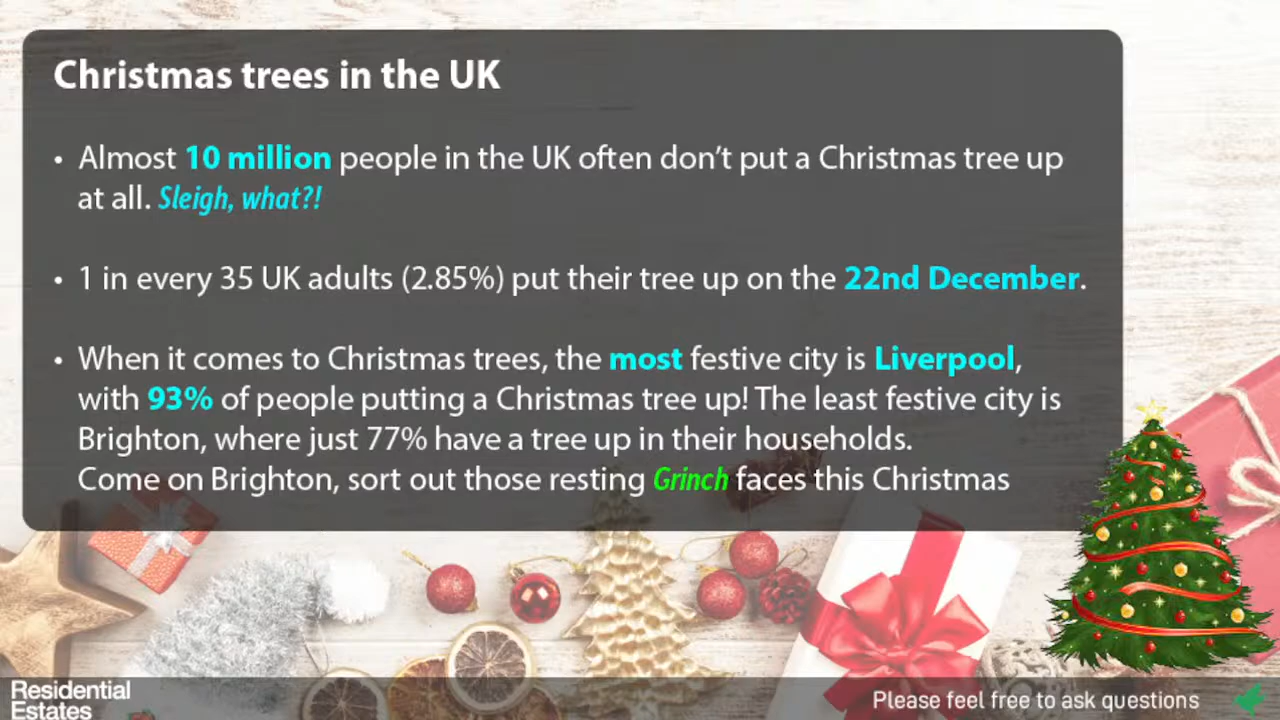 Christmas trees in the UK
• Almost 10 million people in the UK often don't put a Christmas tree up
at all. Sleigh, what?!
• 1 in every 35 UK adults (2.85%) put their tree up on the 22nd December.
• When it comes to Christmas trees, the most festive city is Liverpool,
with 93% of people putting a Christmas tree up! The least festive city is
Brighton, where just 77% have a tree up in their households.
Come on Brighton, sort out those resting Grinch faces this Christmas
Residential
Estates
Please feel free to ask questions